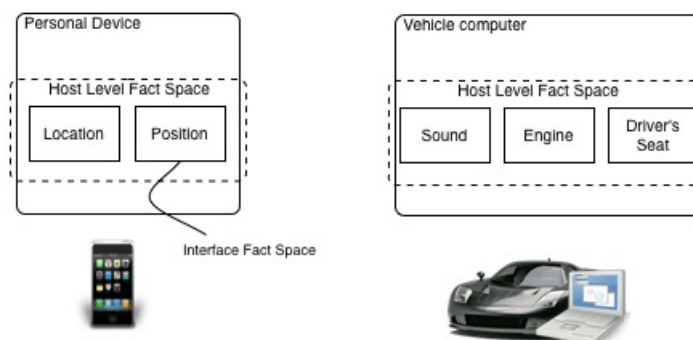 Personal Device
Host Level Fact Space
Location
Position
Interface Fact Space
Vehicle computer
Host Level Fact Space
Sound
Engine
Driver's
Seat